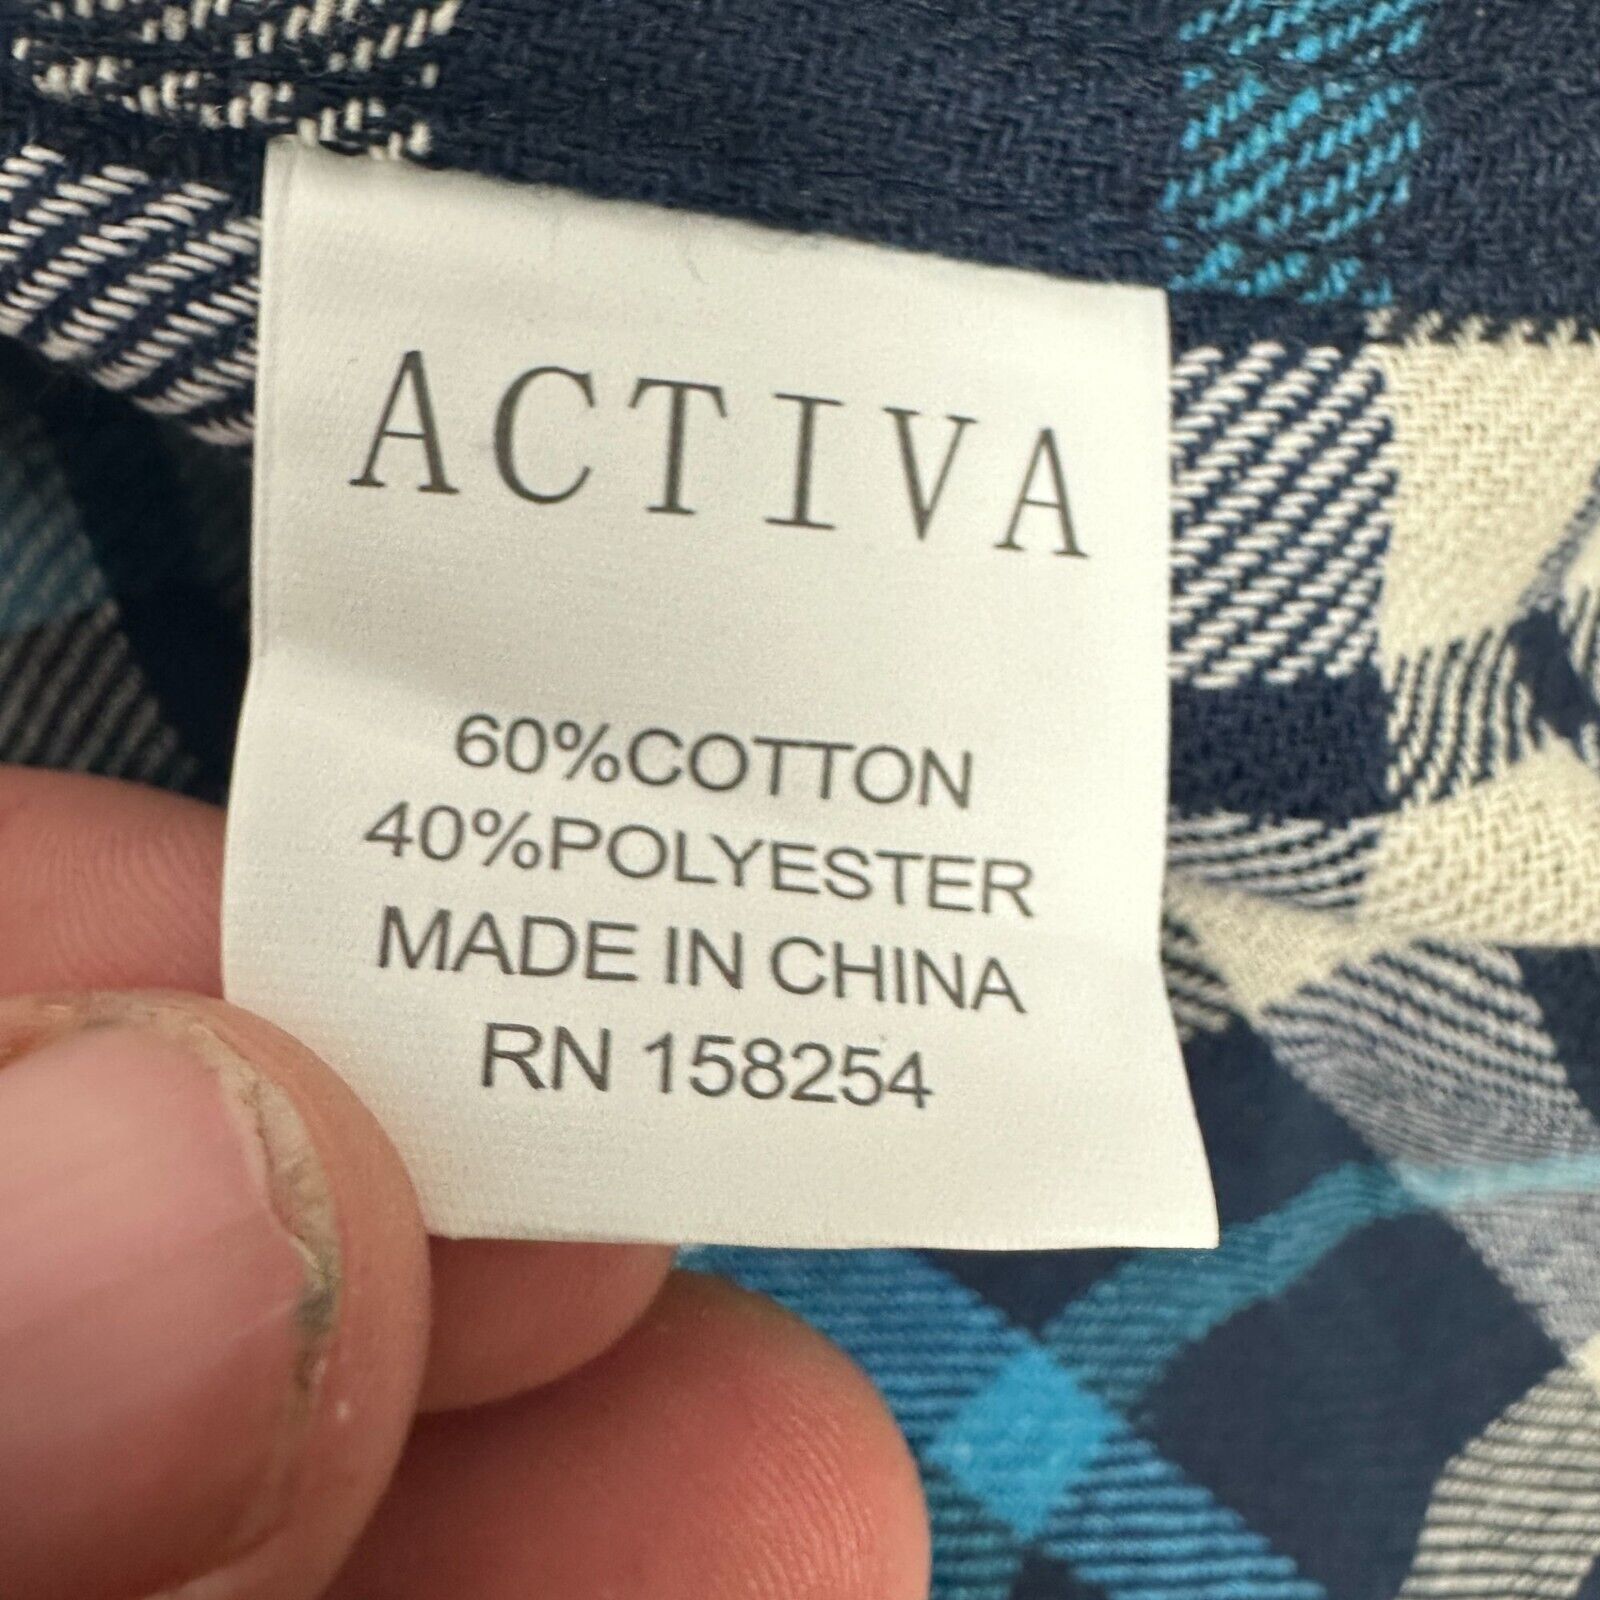 ACTIVA
60%COTTON
40%POLYESTER
MADE IN CHINA
RN 158254